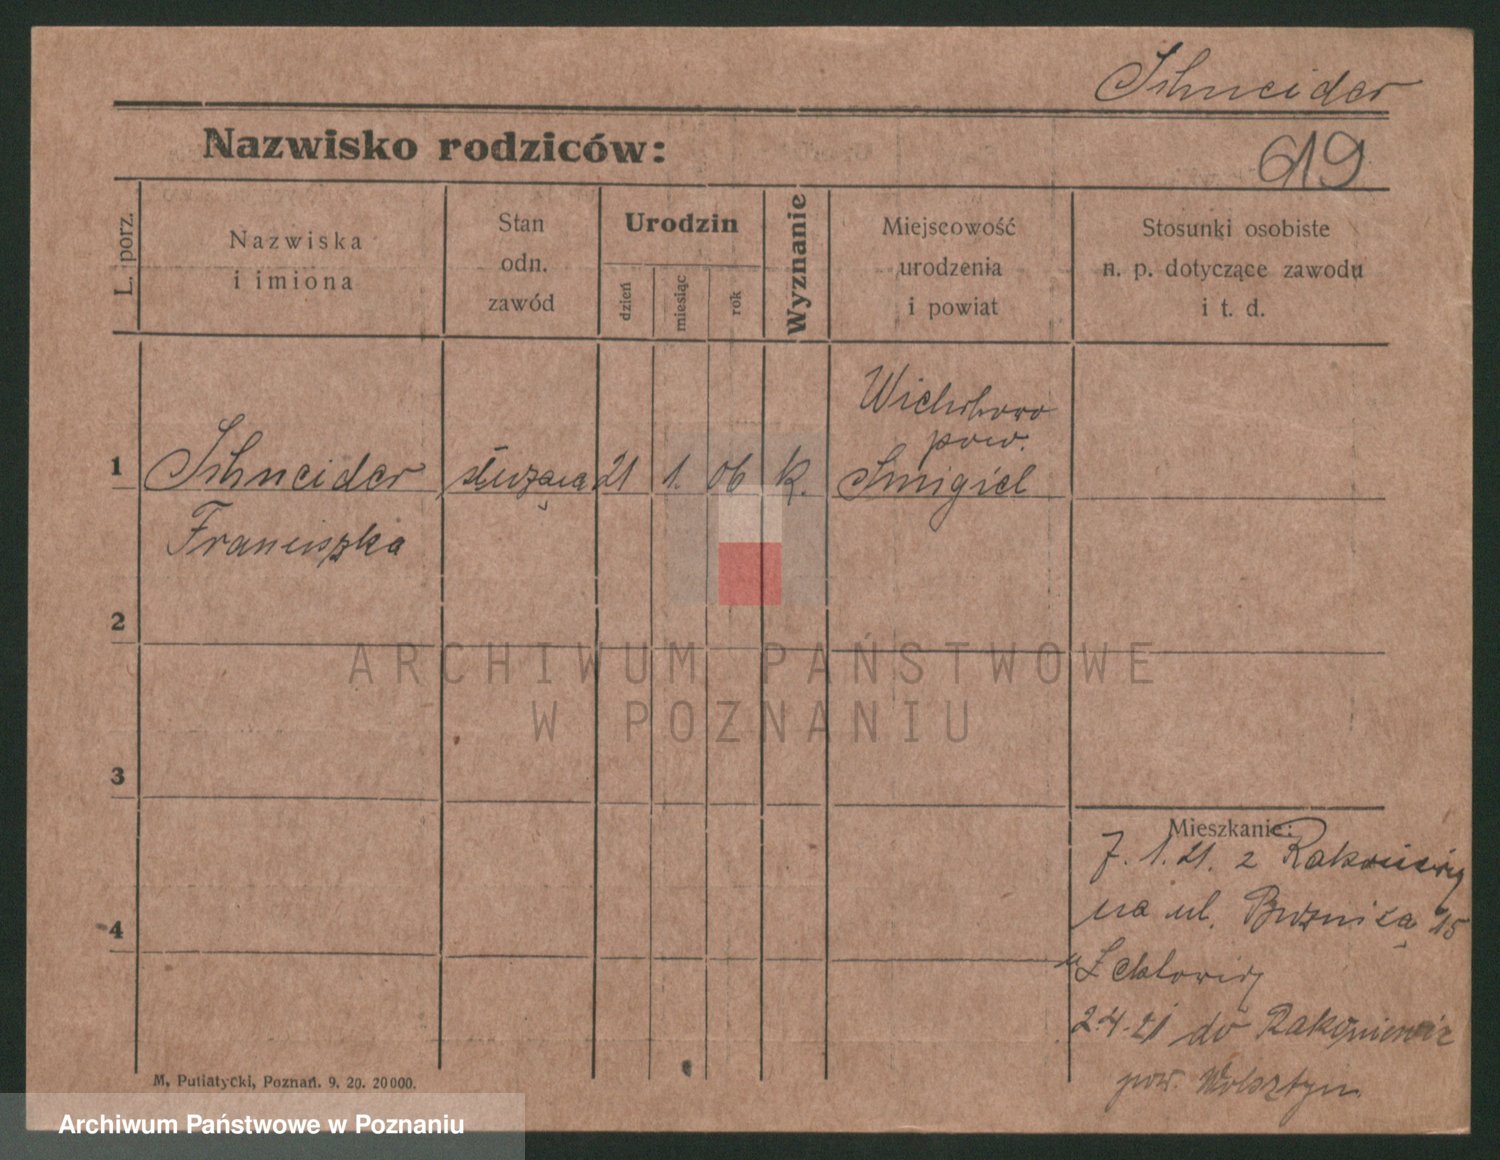 Schneider
Nazwisko rodziców:
619
L. porz.
Nazwiska
i imiona
Stan
odn.
zawód
Urodzin
dzień
miesiąc
rok
Wyznanie
Miejscowość
urodzenia
i powiat
Stosunki osobiste
n. p. dotyczące zawodu
i t. d.
1
Schneider
Franciszka
służąca
21
1.
06
k.
pow.
Smigiel
2
ARCHIWUM PAŃSTWOWE
W POZNANIU
3
Mieszkanie:
7. 1. 21. z
na ul. 15
4
2.4.21 do Rakoniewic
pow. Wolsztyn
M. Putiatycki, Poznań. 9. 20. 20000.
Archiwum Państwowe w Poznaniu